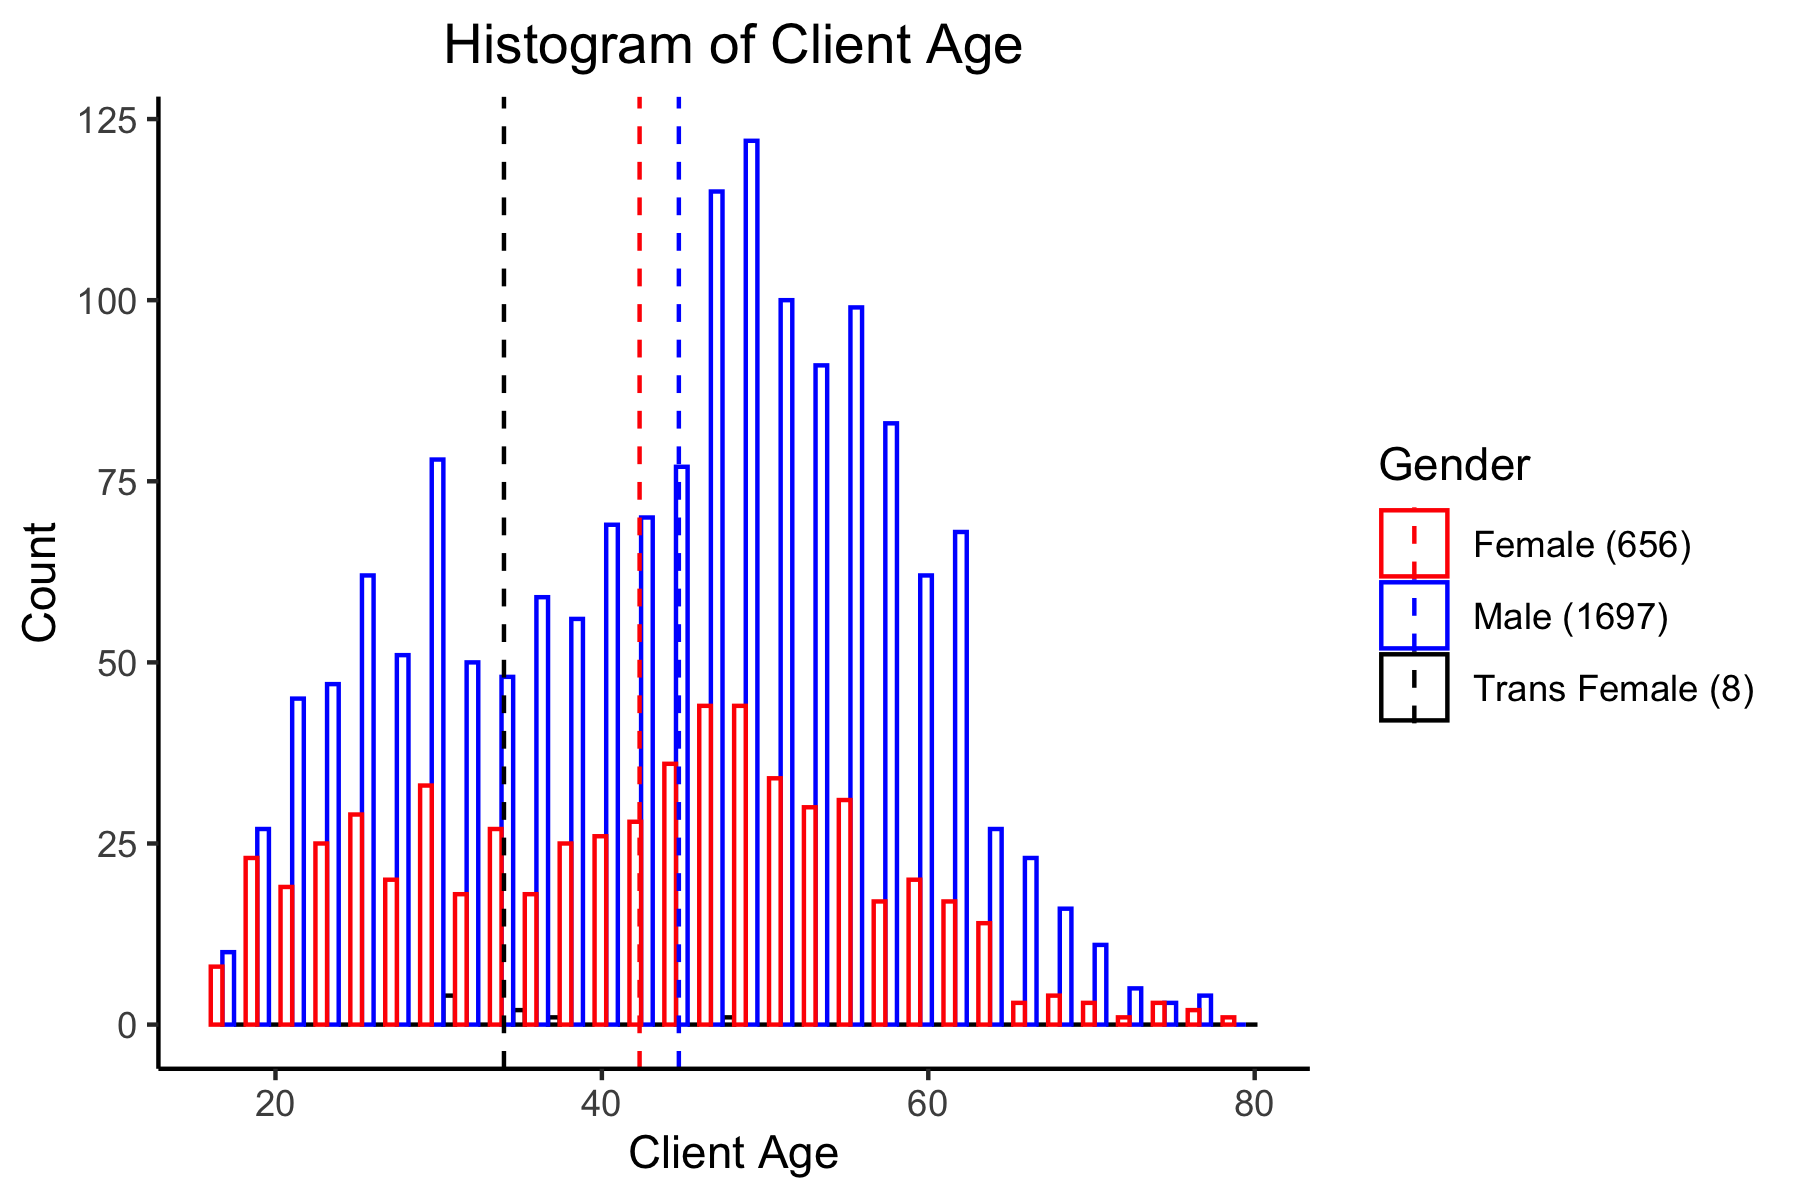 Histogram of Client Age
125
100
75
50
25
0
Count
20 40 60 80
Client Age
Gender
Female (656)
Male (1697)
Trans Female (8)